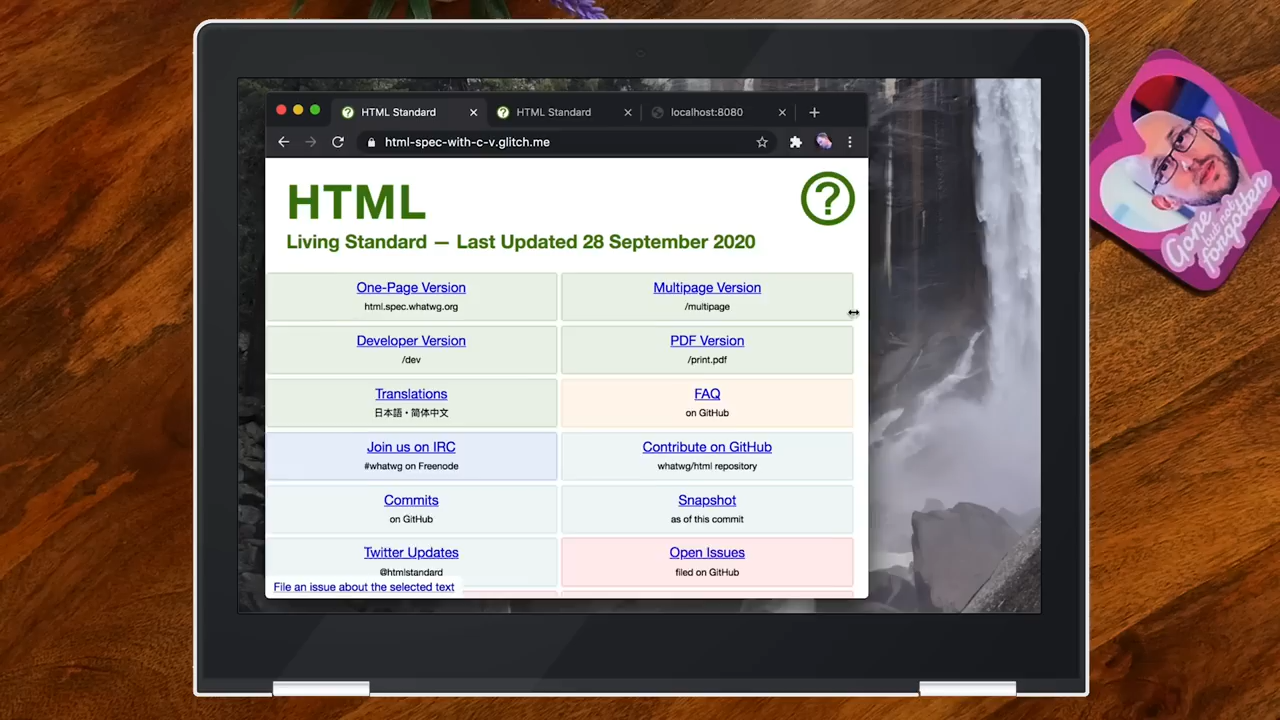 HTML Standard
HTML Standard
localhost:8080
html-spec-with-c-v.glitch.me
HTML
Living Standard — Last Updated 28 September 2020
One-Page Version
html.spec.whatwg.org
Multipage Version
/multipage
Developer Version
/dev
PDF Version
/print.pdf
Translations
日本語・简体中文
FAQ
on GitHub
Join us on IRC
#whatwg on Freenode
Contribute on GitHub
whatwg/html repository
Commits
on GitHub
Snapshot
as of this commit
Twitter Updates
@htmlstandard
Open Issues
filed on GitHub
File an issue about the selected text
Gone
but not
forgotten